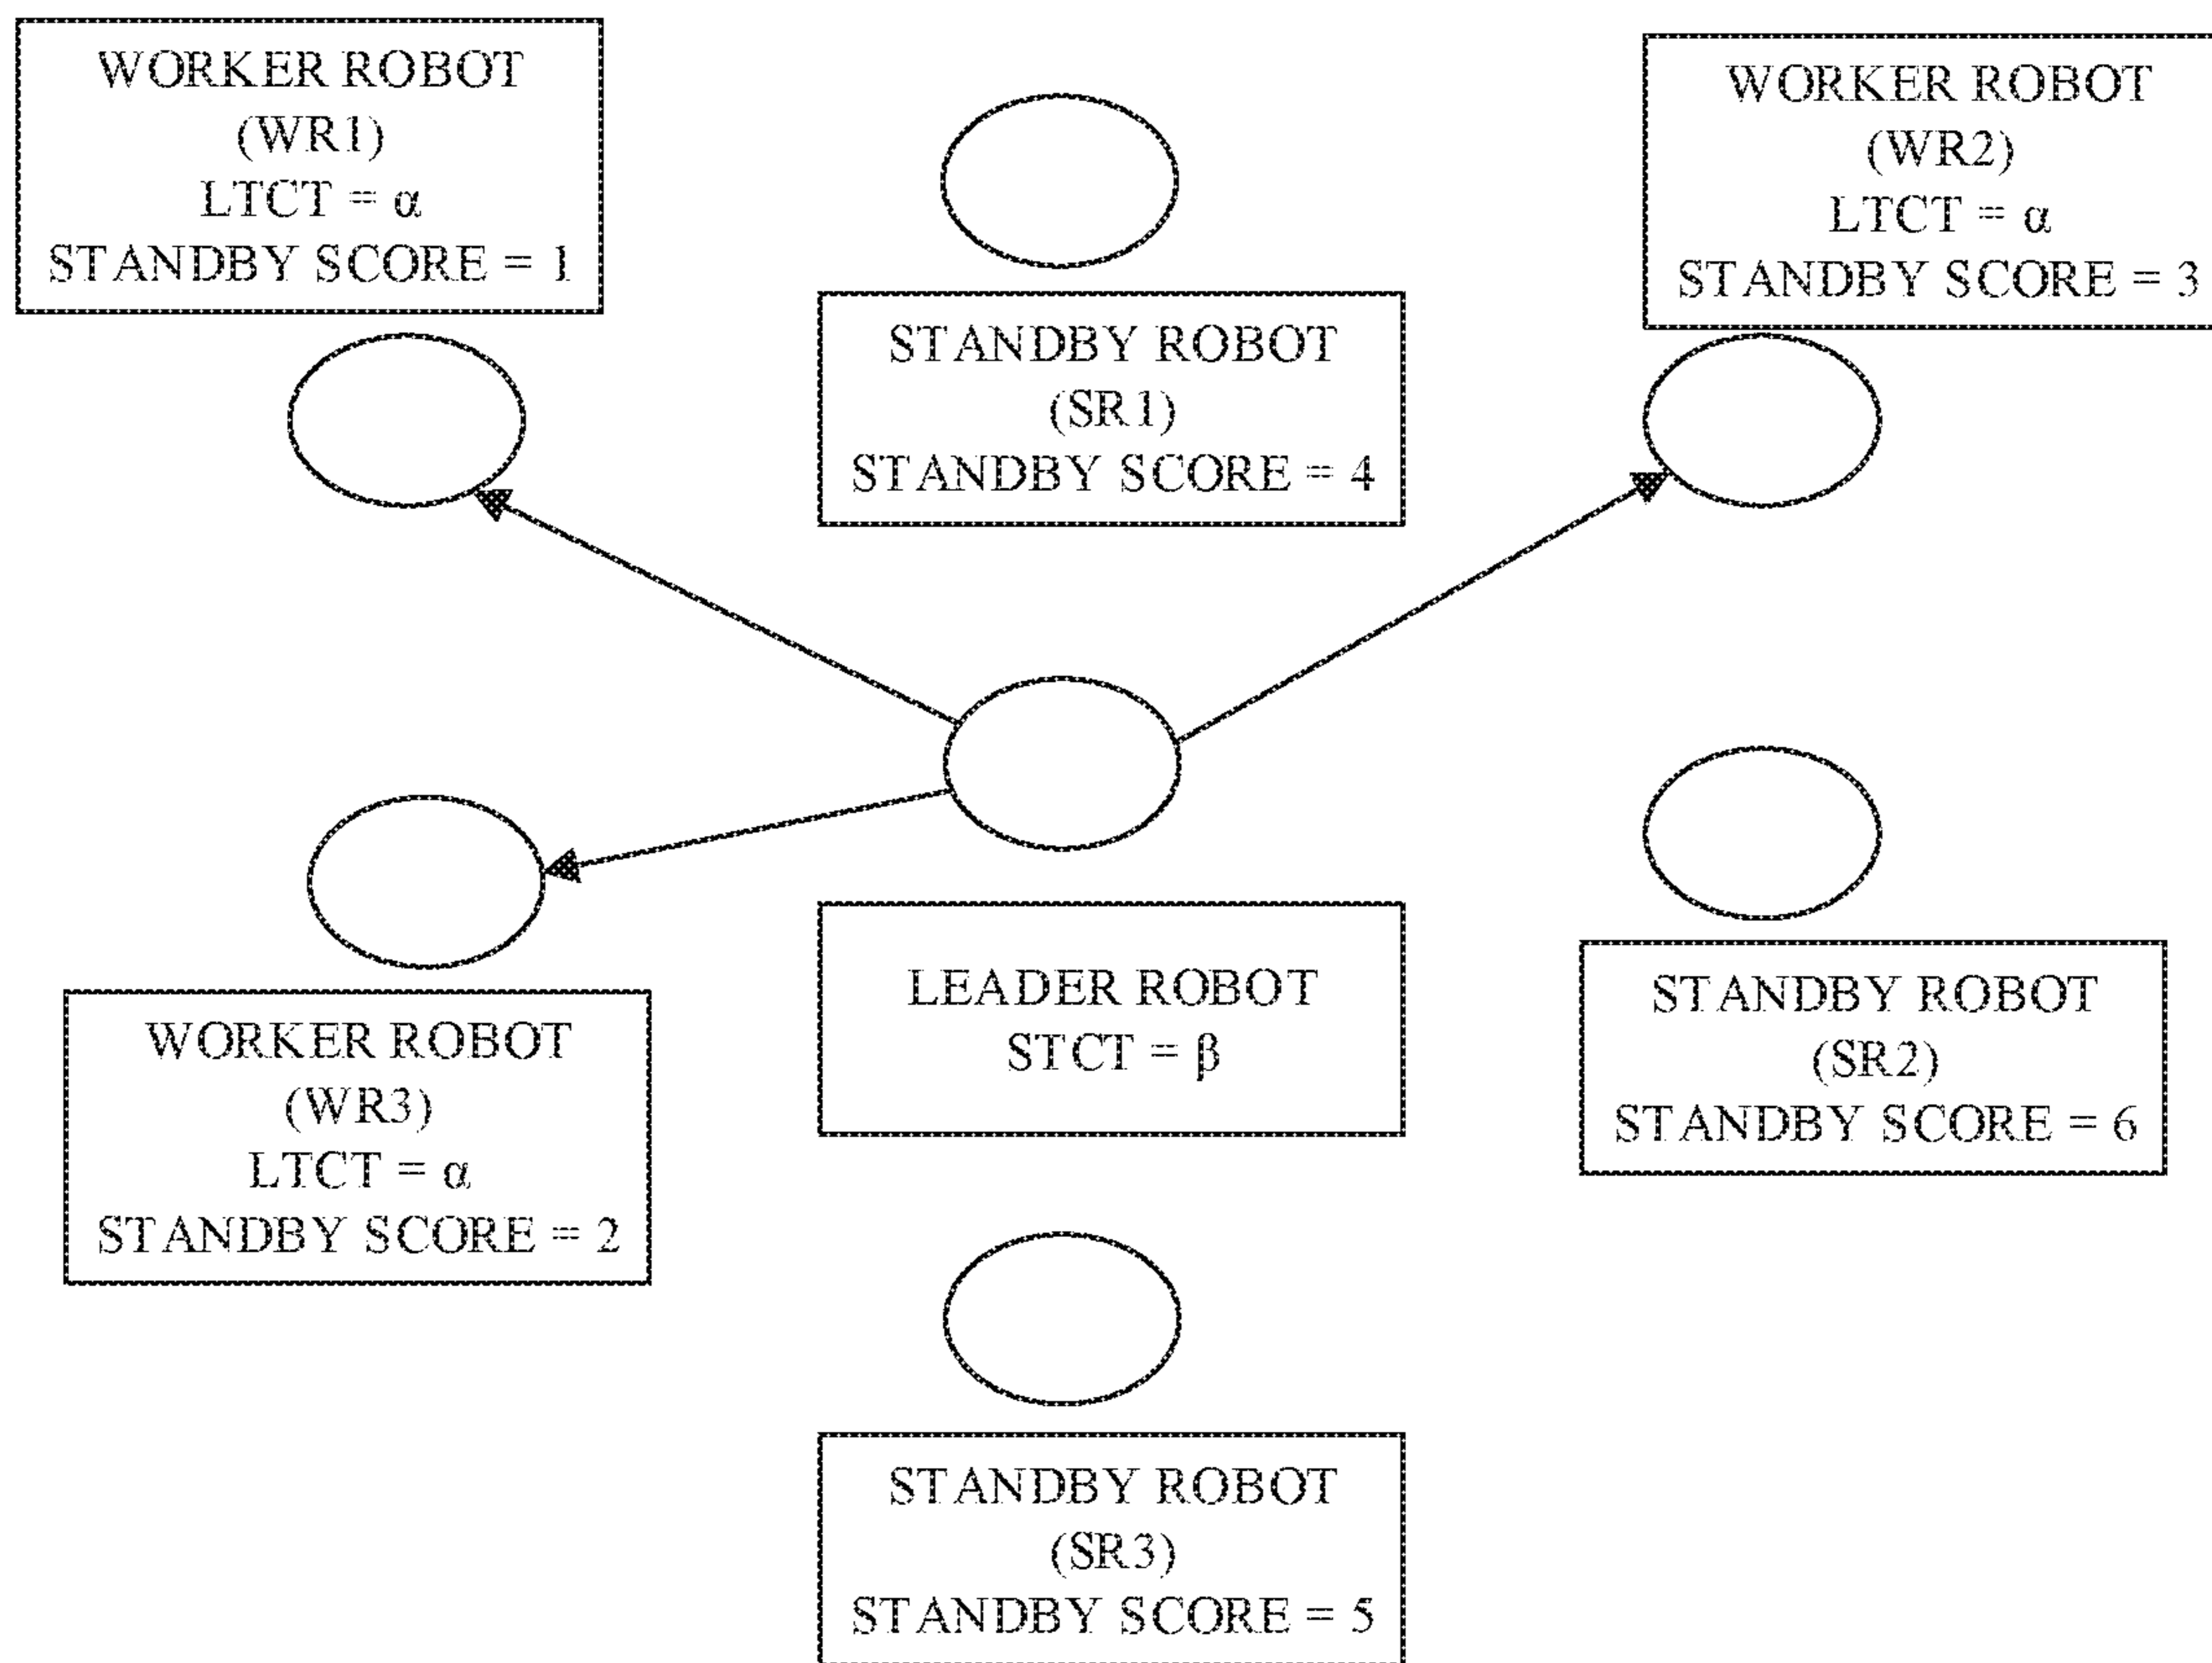 WORKER ROBOT
(WR1)
LTCT = α
STANDBY SCORE = 1
WORKER ROBOT
(WR2)
LTCT = α
STANDBY SCORE = 3
STANDBY ROBOT
(SR1)
STANDBY SCORE = 4
LEADER ROBOT
STCT = β
WORKER ROBOT
(WR3)
LTCT = α
STANDBY SCORE = 2
STANDBY ROBOT
(SR2)
STANDBY SCORE = 6
STANDBY ROBOT
(SR3)
STANDBY SCORE = 5